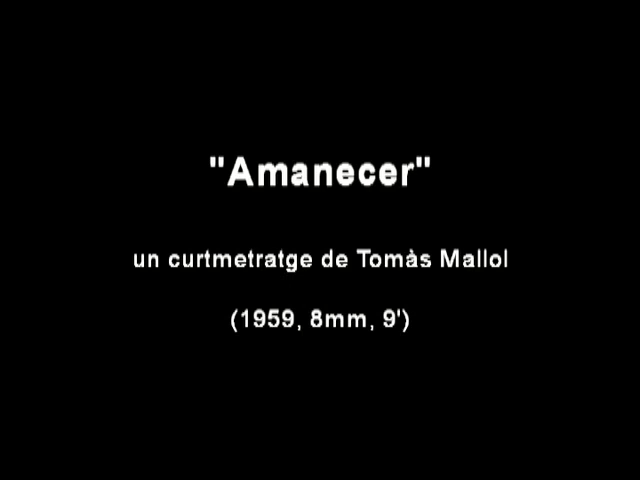 "Amanecer"
un curtmetratge de Tomàs Mallol
(1959, 8mm, 9')